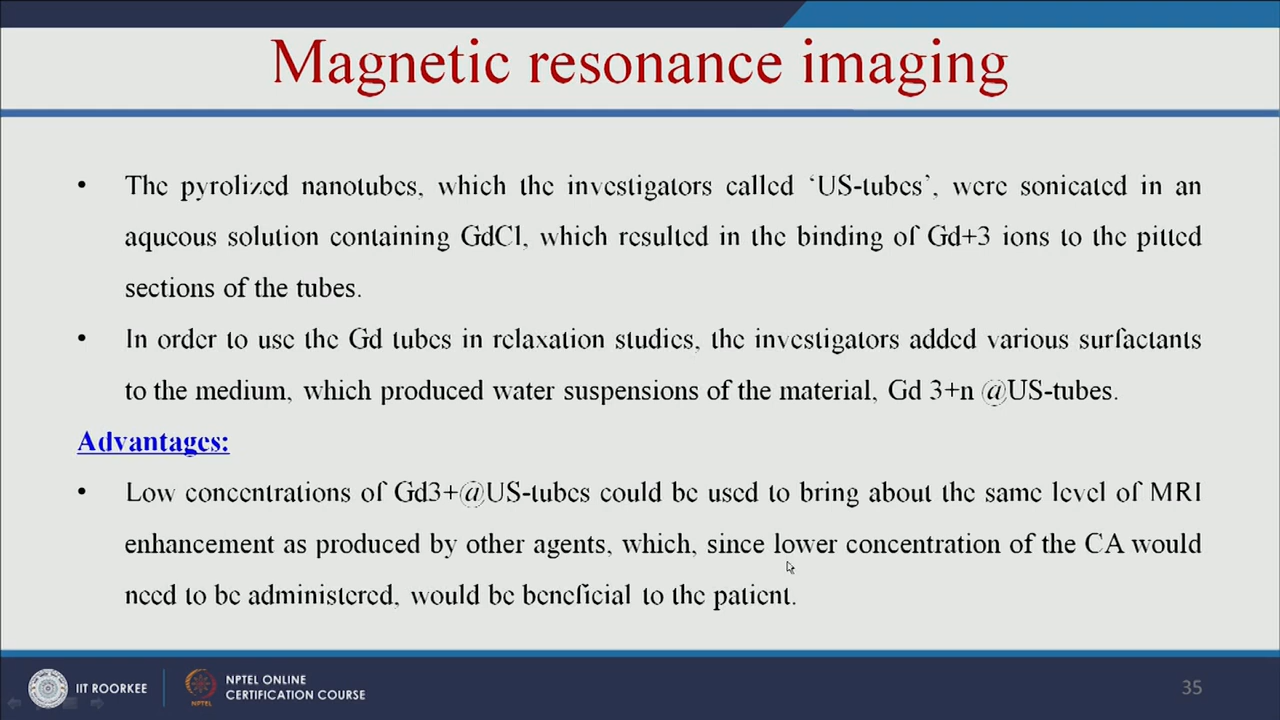 Magnetic resonance imaging
• The pyrolized nanotubes, which the investigators called ‘US-tubes’, were sonicated in an
aqueous solution containing GdCl, which resulted in the binding of Gd+3 ions to the pitted
sections of the tubes.
• In order to use the Gd tubes in relaxation studies, the investigators added various surfactants
to the medium, which produced water suspensions of the material, Gd 3+n @US-tubes.
Advantages:
• Low concentrations of Gd3+@US-tubes could be used to bring about the same level of MRI
enhancement as produced by other agents, which, since lower concentration of the CA would
need to be administered, would be beneficial to the patient.
IIT ROORKEE
NPTEL
NPTEL ONLINE
CERTIFICATION COURSE
35